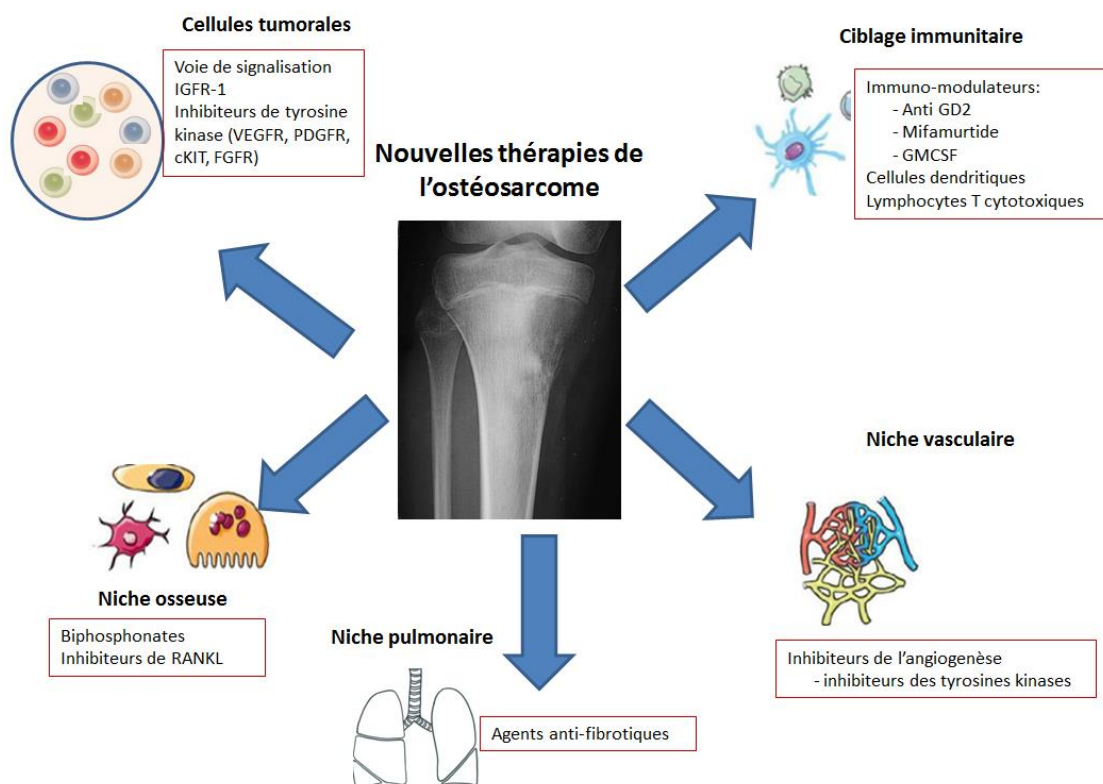 Cellules tumorales
Voie de signalisation
IGFR-1
Inhibiteurs de tyrosine
kinase (VEGFR, PDGFR,
cKIT, FGFR)
Ciblage immunitaire
Immuno-modulateurs:
- Anti GD2
- Mifamurtide
- GMCSF
Cellules dendritiques
Lymphocytes T cytotoxiques
Nouvelles thérapies de
l'ostéosarcome
Niche vasculaire
Inhibiteurs de l'angiogenèse
- inhibiteurs des tyrosines kinases
Niche osseuse
Biphosphonates
Inhibiteurs de RANKL
Niche pulmonaire
Agents anti-fibrotiques